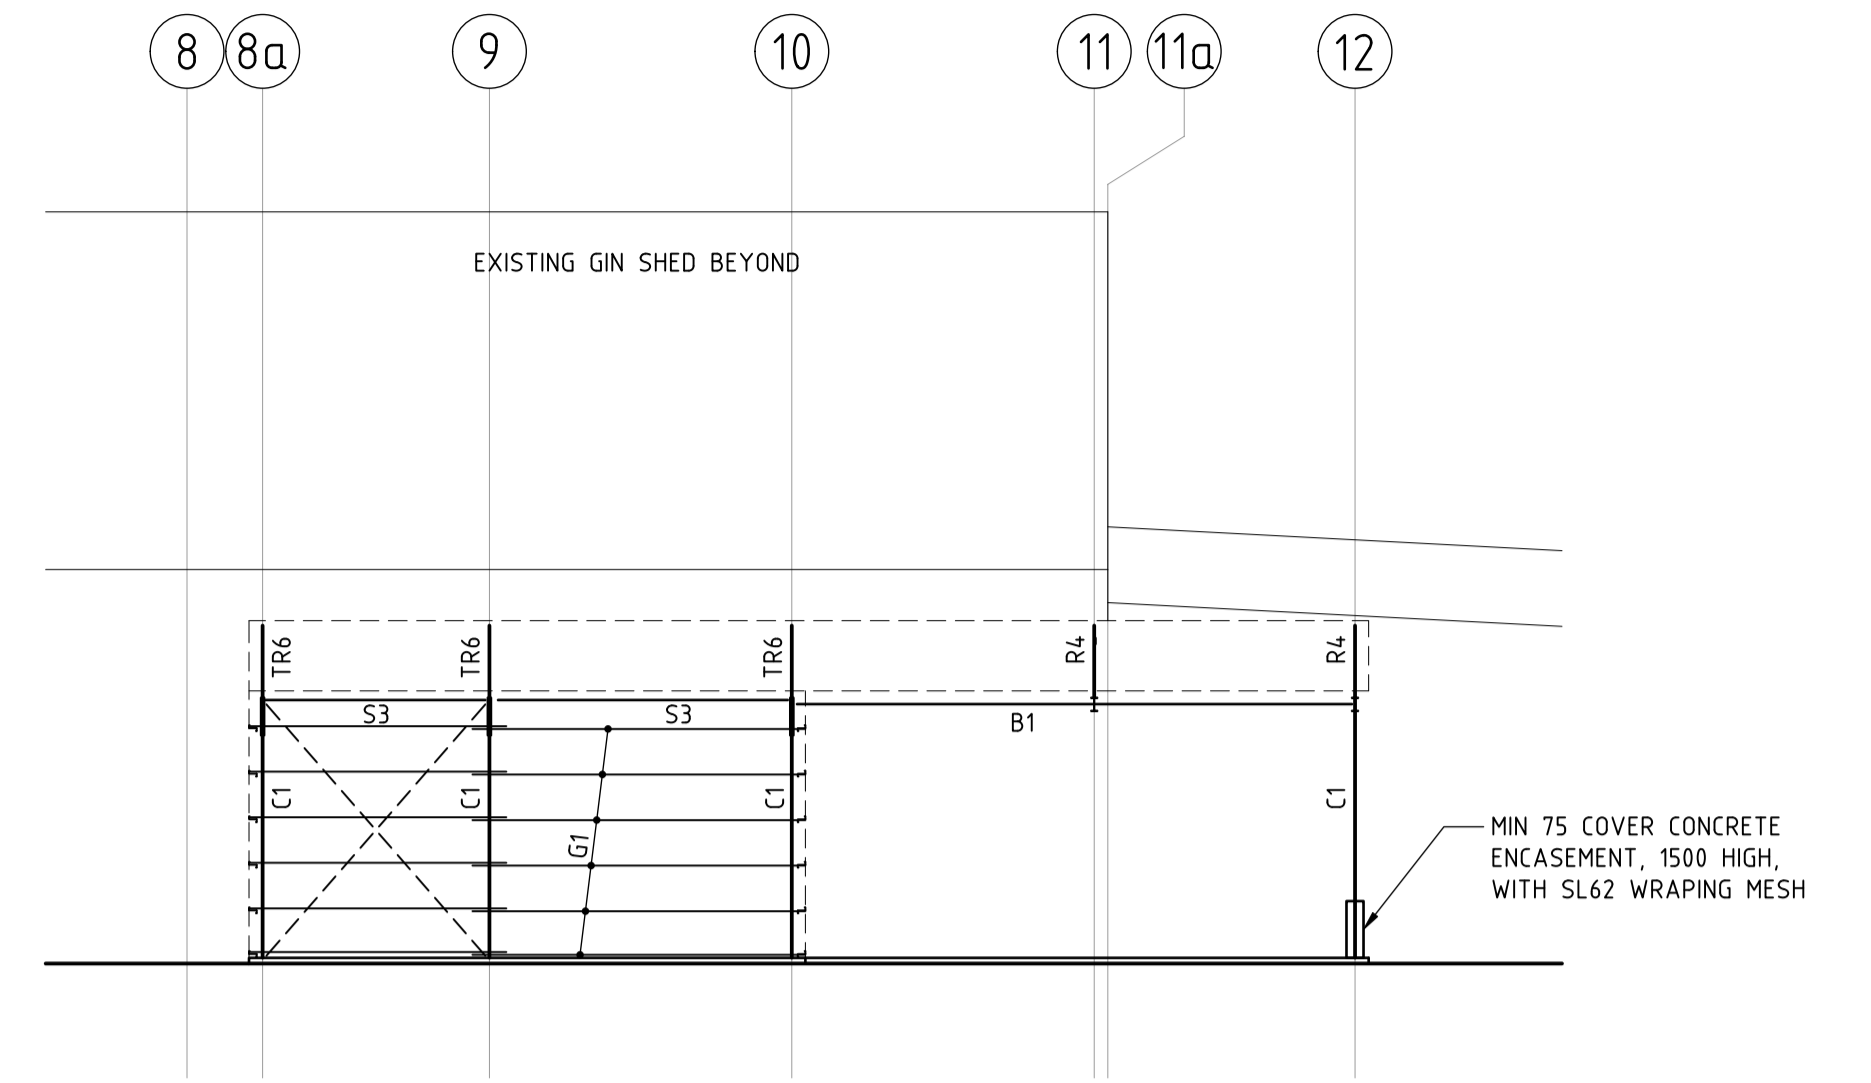 8
8a
9
10
11
11a
12
EXISTING GIN SHED BEYOND
TR6
TR6
TR6
R4
R4
S3
S3
B1
C1
C1
C1
C1
G1
MIN 75 COVER CONCRETE
ENCASEMENT, 1500 HIGH,
WITH SL62 WRAPING MESH